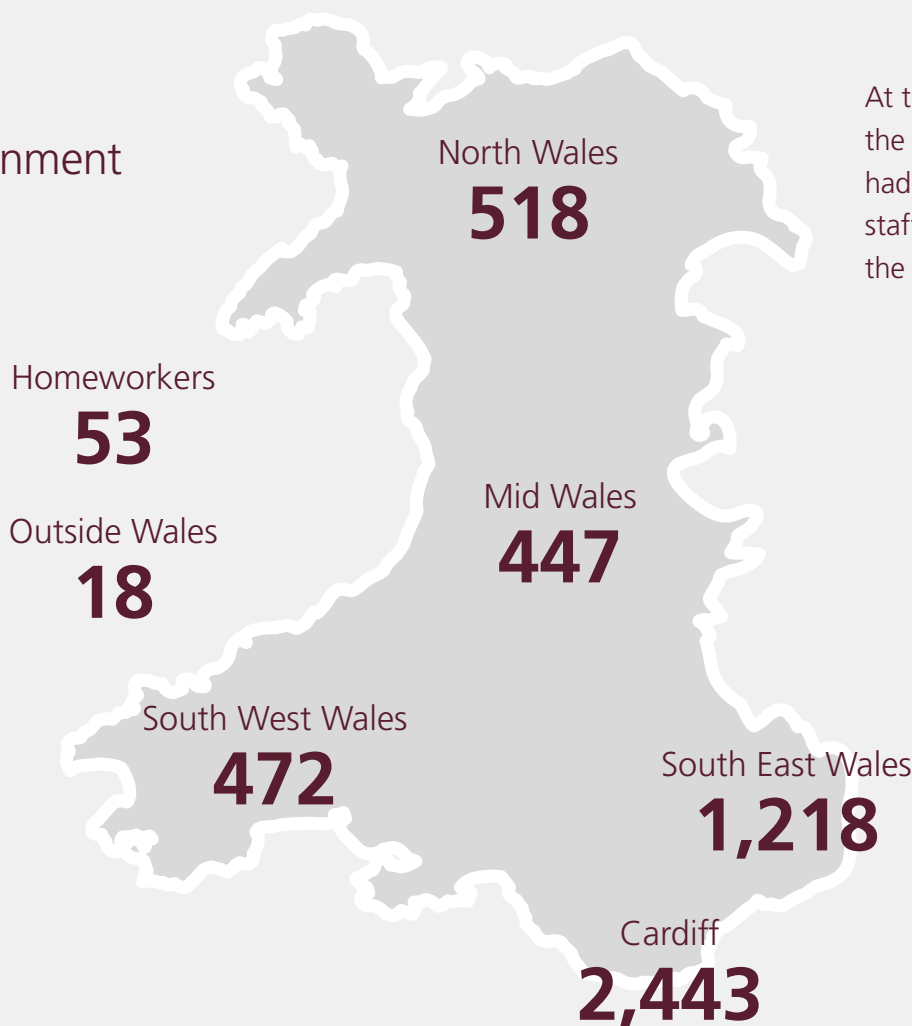 nment
At t
the
had
staff
the
North Wales
518
Homeworkers
53
Outside Wales
18
Mid Wales
447
South West Wales
472
South East Wales
1,218
Cardiff
2,443